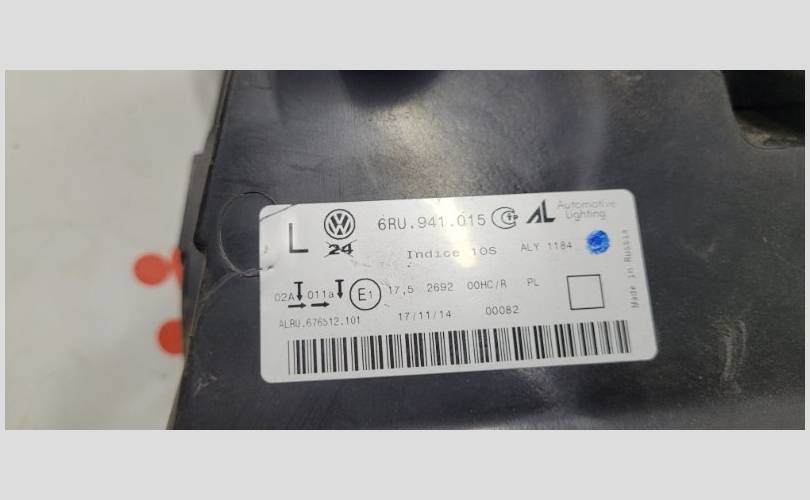 L
VW
24
6RU.941.015
AL
Automotive
Lighting
Indice 10S
ALY 1184
02A 011a
E1
17,5 2692 00HC/R PL
ALRU.676512.101
17/11/14
00082
Made in Russia